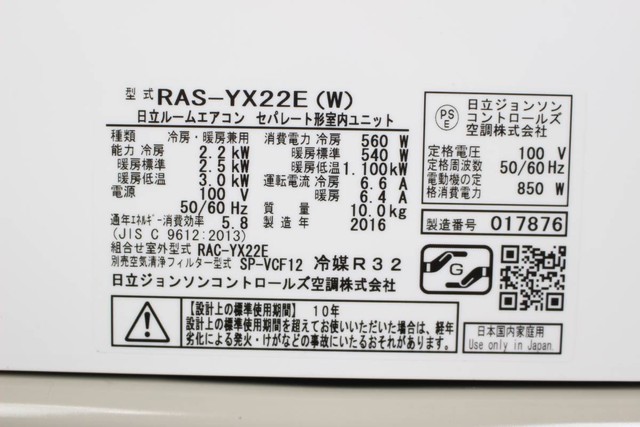 型式 RAS-YX22E (W)
日立ルームエアコン セパレート形室内ユニット
種類 冷房・暖房兼用
能力 冷房 2.2 kW
暖房標準 2.5 kW
暖房低温 3.0 kW
電源 100 V
50/60 Hz
通年エネルギー消費効率 5.8
(JIS C 9612:2013)
消費電力 冷房 560 W
暖房標準 540 W
暖房低温 1.100 kW
運転電流 冷房 6.6 A
暖房 6.4 A
質量 10.0 kg
製造年 2016
組合せ室外型式 RAC-YX22E
別売空気清浄フィルター型式 SP-VCF12 冷媒R32
日立ジョンソンコントロールズ空調株式会社
【設計上の標準使用期間】 10年
設計上の標準使用期間を超えてお使いいただいた場合は、経年
劣化による発火・けがなどの事故にいたるおそれがあります。
PS
E
日立ジョンソン
コントロールズ
空調株式会社
定格電圧 100 V
定格周波数 50/60 Hz
電動機の定
格消費電力 850 W
製造番号 017876
G
日本国内家庭用
Use only in Japan.